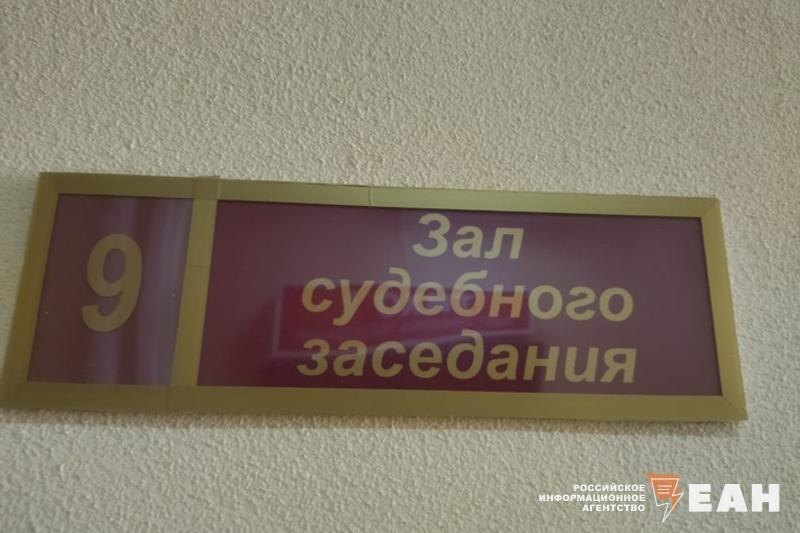 9
Зал
судебного
заседания
РОССИЙСКОЕ
ИНФОРМАЦИОННОЕ
АГЕНТСТВО
ЕАН